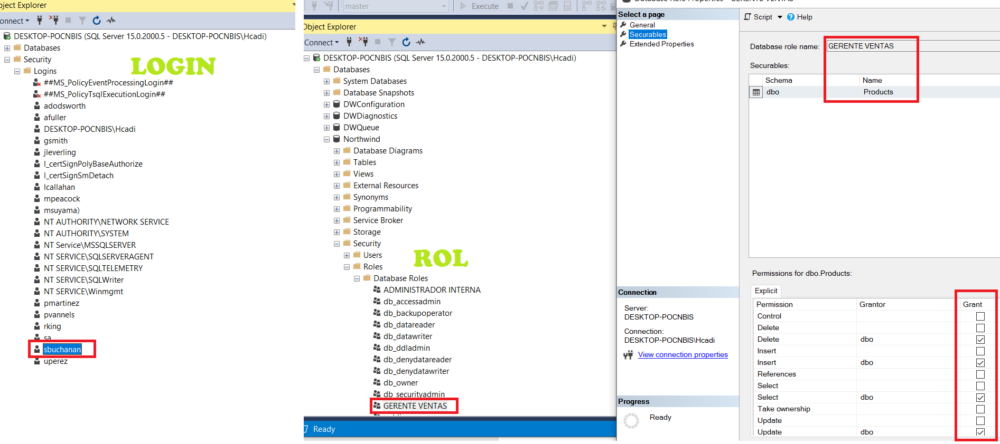 Object Explorer
onnect
DESKTOP-POCNBIS (SQL Server 15.0.2000.5 - DESKTOP-POCNBIS\Hcadi)
Databases
Security
LOGIN
Logins
##MS_PolicyEventProcessingLogin##
##MS_PolicyTsqlExecutionLogin##
adodsworth
afuller
DESKTOP-POCNBIS\Hcadi
gsmith
jleverling
l_certSignPolyBaseAuthorize
l_certSignSmDetach
lcallahan
mpeacock
msuyama)
NT AUTHORITY\NETWORK SERVICE
NT AUTHORITY\SYSTEM
NT Service\MSSQLSERVER
NT SERVICE\SQLSERVERAGENT
NT SERVICE\SQLTELEMETRY
NT SERVICE\SQLWriter
NT SERVICE\Winmgmt
pmartinez
pvannels
rking
sa
sbuchanan
uperez
master
Execute
Object Explorer
Connect
DESKTOP-POCNBIS (SQL Server 15.0.2000.5 - DESKTOP-POCNBIS\Hcadi)
Databases
System Databases
Database Snapshots
DWConfiguration
DWDiagnostics
DWQueue
Northwind
Database Diagrams
Tables
Views
External Resources
Synonyms
Programmability
Service Broker
Storage
Security
Users
ROL
Roles
Database Roles
ADMINISTRADOR INTERNA
db_accessadmin
db_backupoperator
db_datareader
db_datawriter
db_ddladmin
db_denydatareader
db_denydatawriter
db_owner
db_securityadmin
GERENTE VENTAS
Ready
Database Role Properties - GERENTE VENTAS
Select a page
General
Securables
Extended Properties
Connection
Server:
DESKTOP-POCNBIS
Connection:
DESKTOP-POCNBIS\Hcadi
View connection properties
Progress
Ready
Script
Help
Database role name: GERENTE VENTAS
Securables:
Schema Name
dbo Products
Permissions for dbo.Products:
Explicit
Permission Grantor Grant
Control
Delete
Delete dbo
Insert
Insert dbo
References
Select
Select dbo
Take ownership
Update
Update dbo